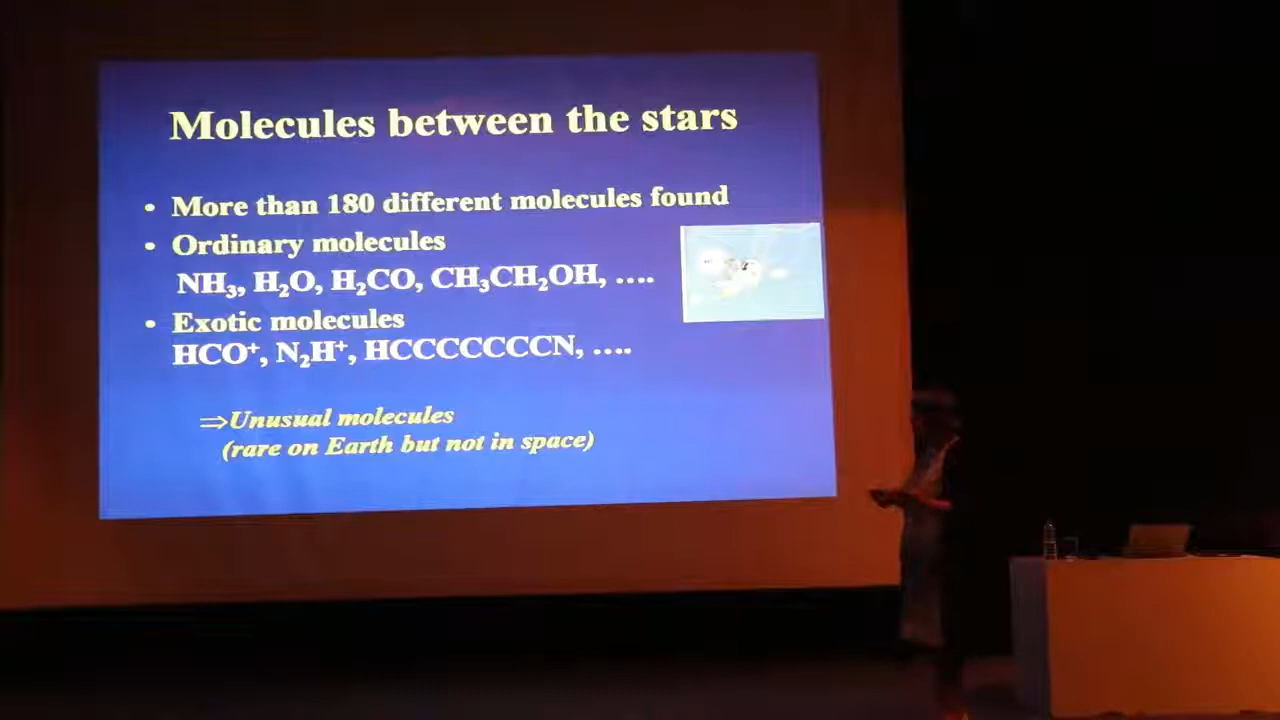 Molecules between the stars
• More than 180 different molecules found
• Ordinary molecules
NH₃, H₂O, H₂CO, CH₃CH₂OH, ....
• Exotic molecules
HCO⁺, N₂H⁺, HCCCCCCCN, ....
⇒Unusual molecules
(rare on Earth but not in space)